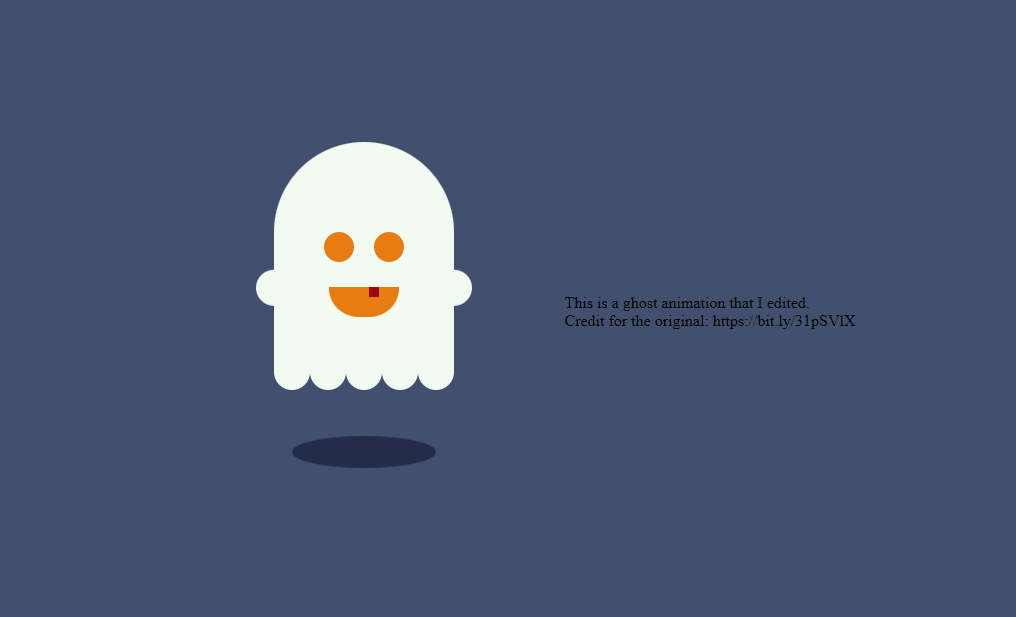 This is a ghost animation that I edited.
Credit for the original: https://bit.ly/31pSVlX